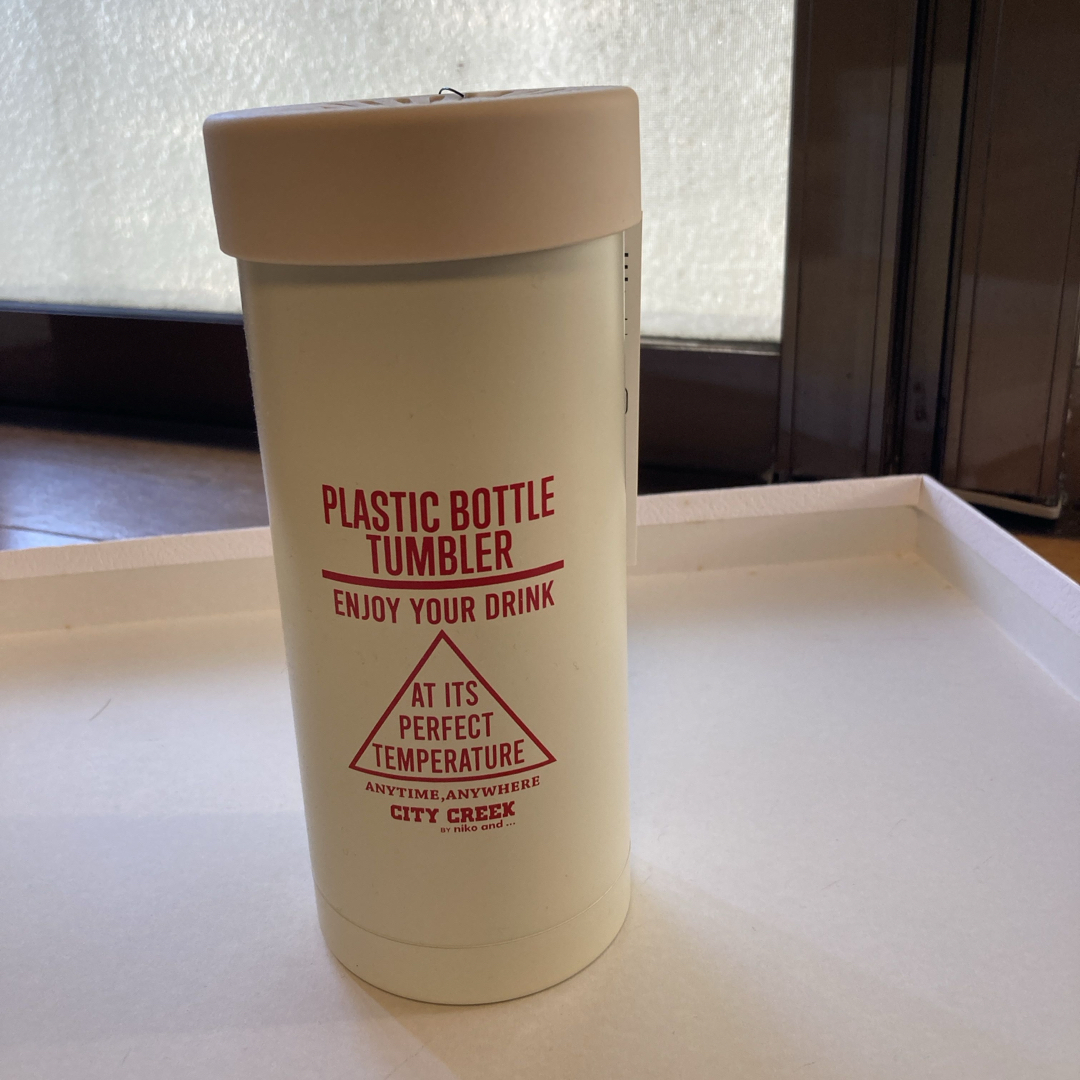 PLASTIC BOTTLE
TUMBLER
ENJOY YOUR DRINK
AT ITS
PERFECT
TEMPERATURE
ANYTIME,ANYWHERE
CITY CREEK
BY niko and ...